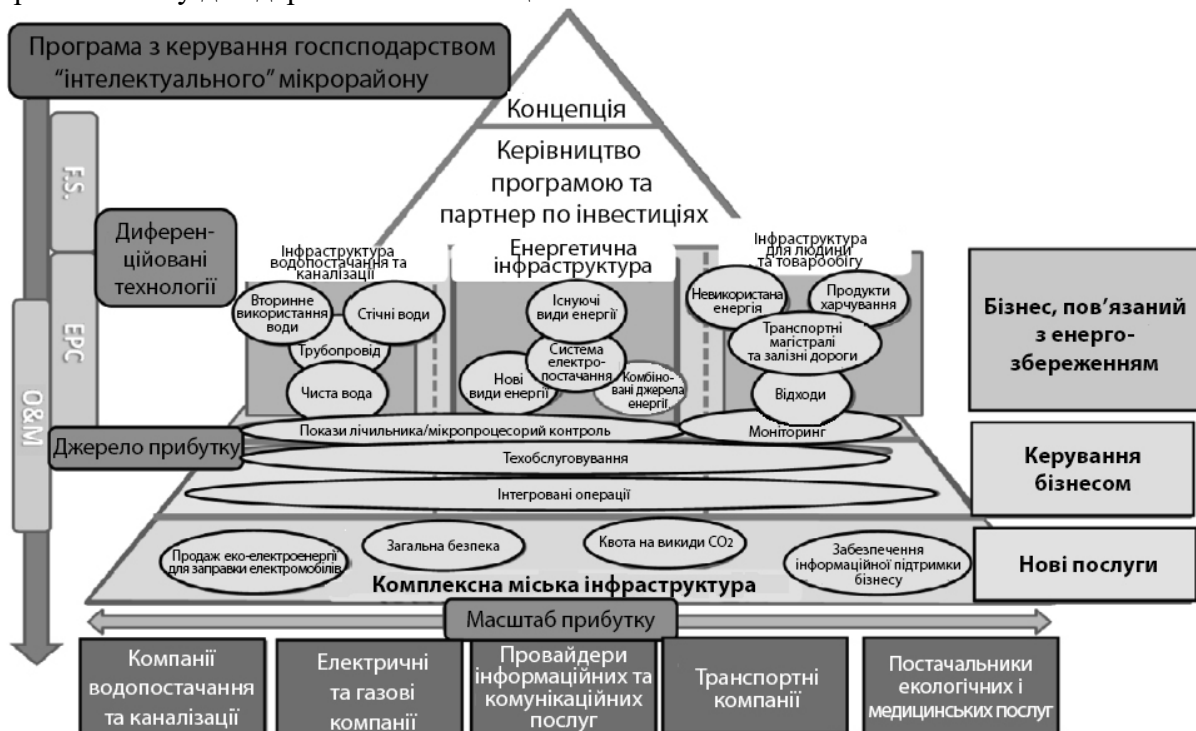 Програма з керування госпсподарством
“інтелектуального” мікрорайону
Концепція
Керівництво
програмою та
партнер по інвестиціях
F.S.
EPC
O&M
Диферен-
ційовані
технології
Інфраструктура
водопостачання та
каналізації
Енергетична
інфраструктура
Інфраструктура
для людини
та товарообігу
Вторинне
використання
води
Стічні води
Трубопровід
Чиста вода
Існуючі
види енергії
Система
електро-
постачання
Нові
види енергії
Комбіно-
вані джерела
енергії
Невикористана
енергія
Продукти
харчування
Транспортні
магістралі
та залізні дороги
Відходи
Бізнес, пов’язаний
з енерго-
збереженням
Покази лічильника/мікропроцесорий контроль
Моніторинг
Джерело прибутку
Техобслуговування
Інтегровані операції
Керування
бізнесом
Продаж еко-електроенергії
для заправки електромобілів
Загальна безпека
Квота на викиди CO2
Забезпечення
інформаційної підтримки
бізнесу
Нові послуги
Комплексна міська інфраструктура
Масштаб прибутку
Компанії
водопостачання
та каналізації
Електричні
та газові
компанії
Провайдери
інформаційних та
комунікаційних
послуг
Транспортні
компанії
Постачальники
екологічних і
медицинських послуг